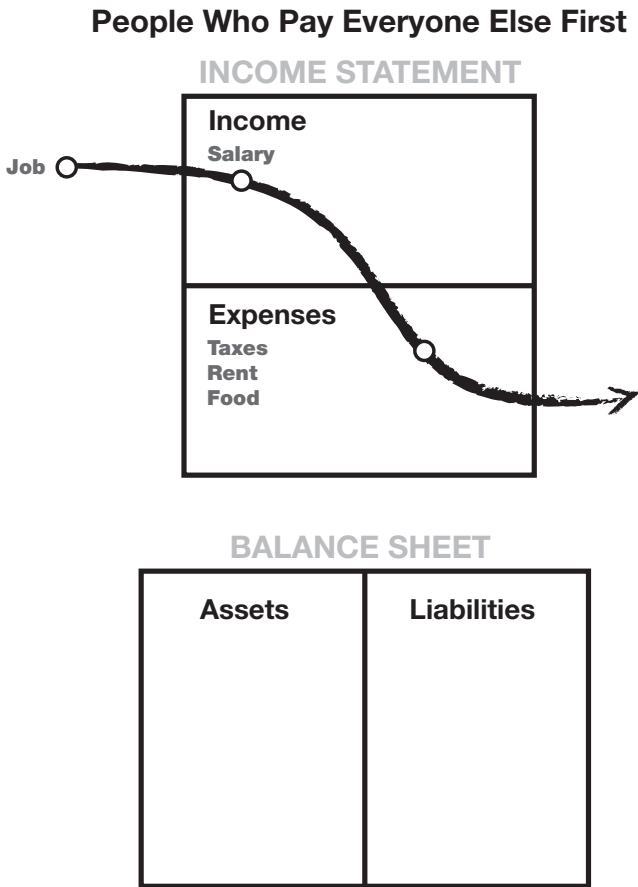 People Who Pay Everyone Else First
INCOME STATEMENT
Income
Salary
Job
Expenses
Taxes
Rent
Food
BALANCE SHEET
Assets
Liabilities